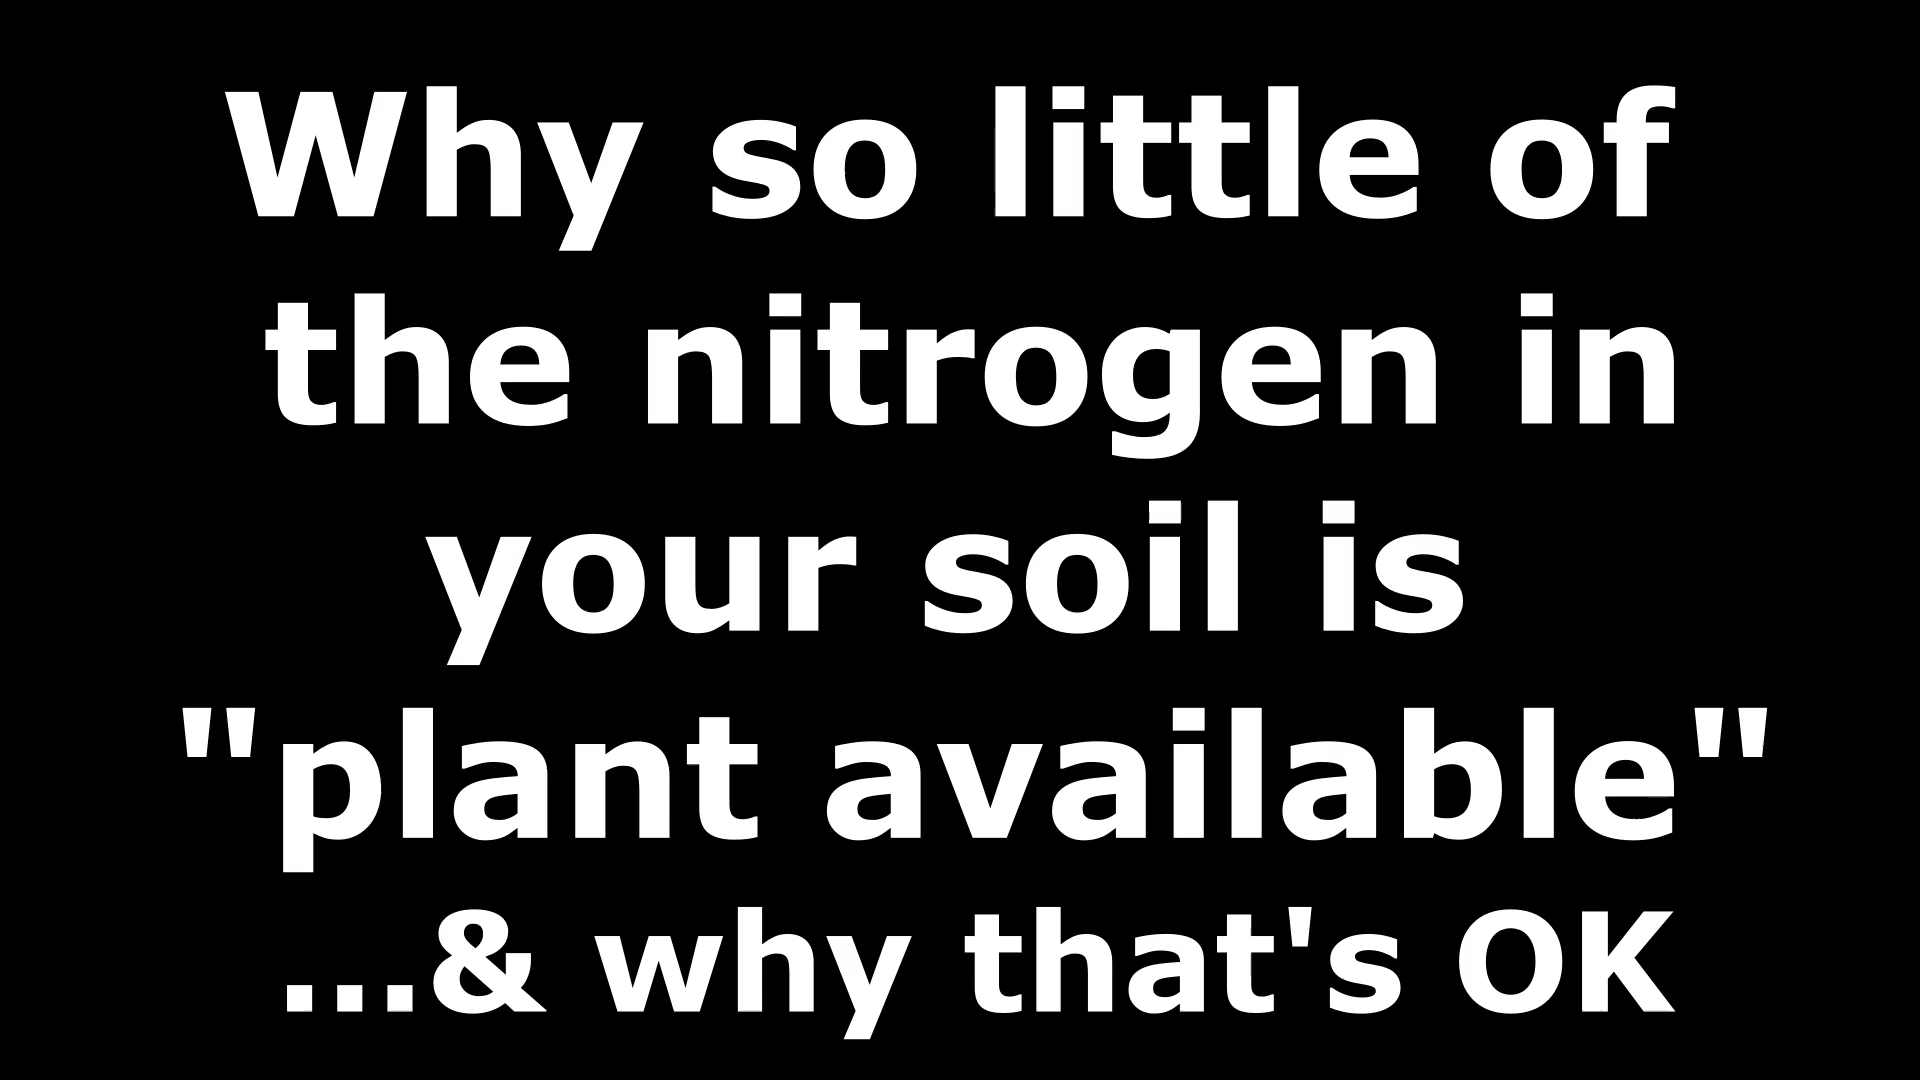 Why so little of
the nitrogen in
your soil is
"plant available"
...& why that's OK